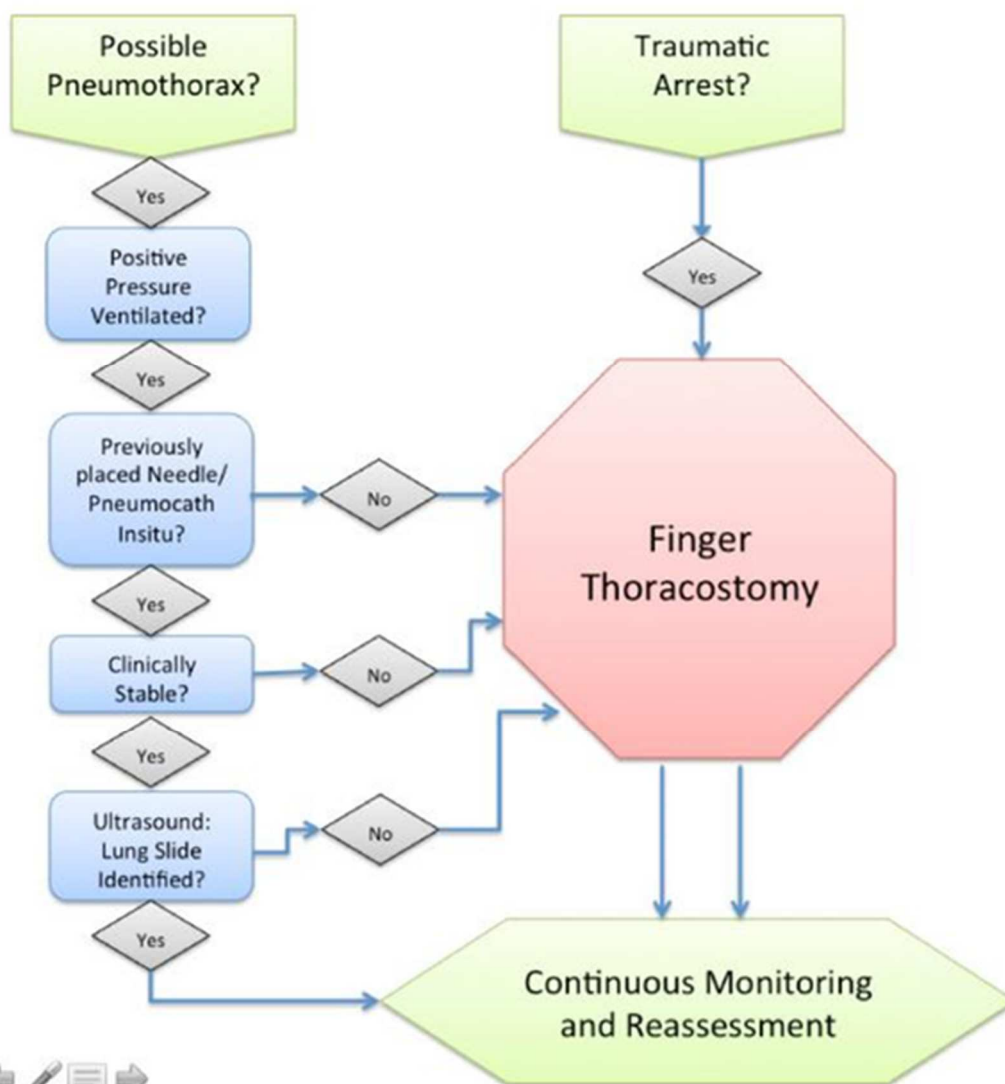 Possible
Pneumothorax?
Yes
Positive
Pressure
Ventilated?
Yes
Previously
placed Needle/
Pneumocath
Insitu?
No
Yes
Clinically
Stable?
No
Yes
Ultrasound:
Lung Slide
Identified?
No
Yes
Traumatic
Arrest?
Yes
Finger
Thoracostomy
Continuous Monitoring
and Reassessment